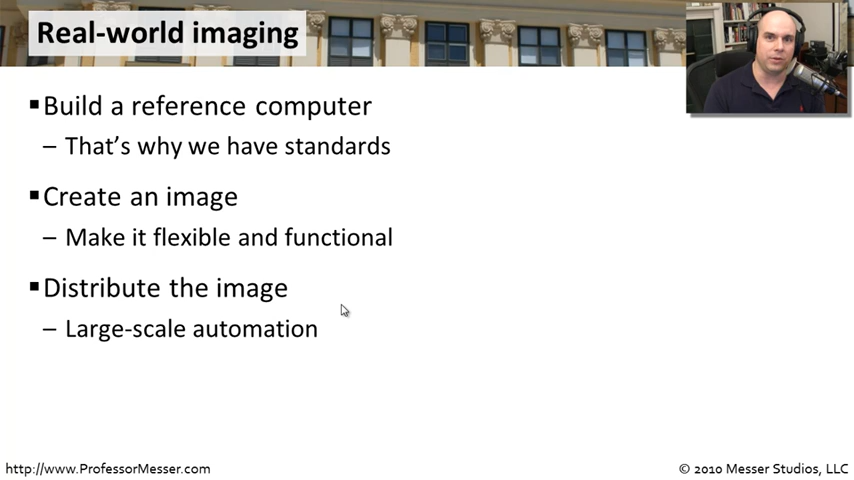 Real-world imaging
▪Build a reference computer
– That's why we have standards
▪Create an image
– Make it flexible and functional
▪Distribute the image
– Large-scale automation
http://www.ProfessorMesser.com
© 2010 Messer Studios, LLC